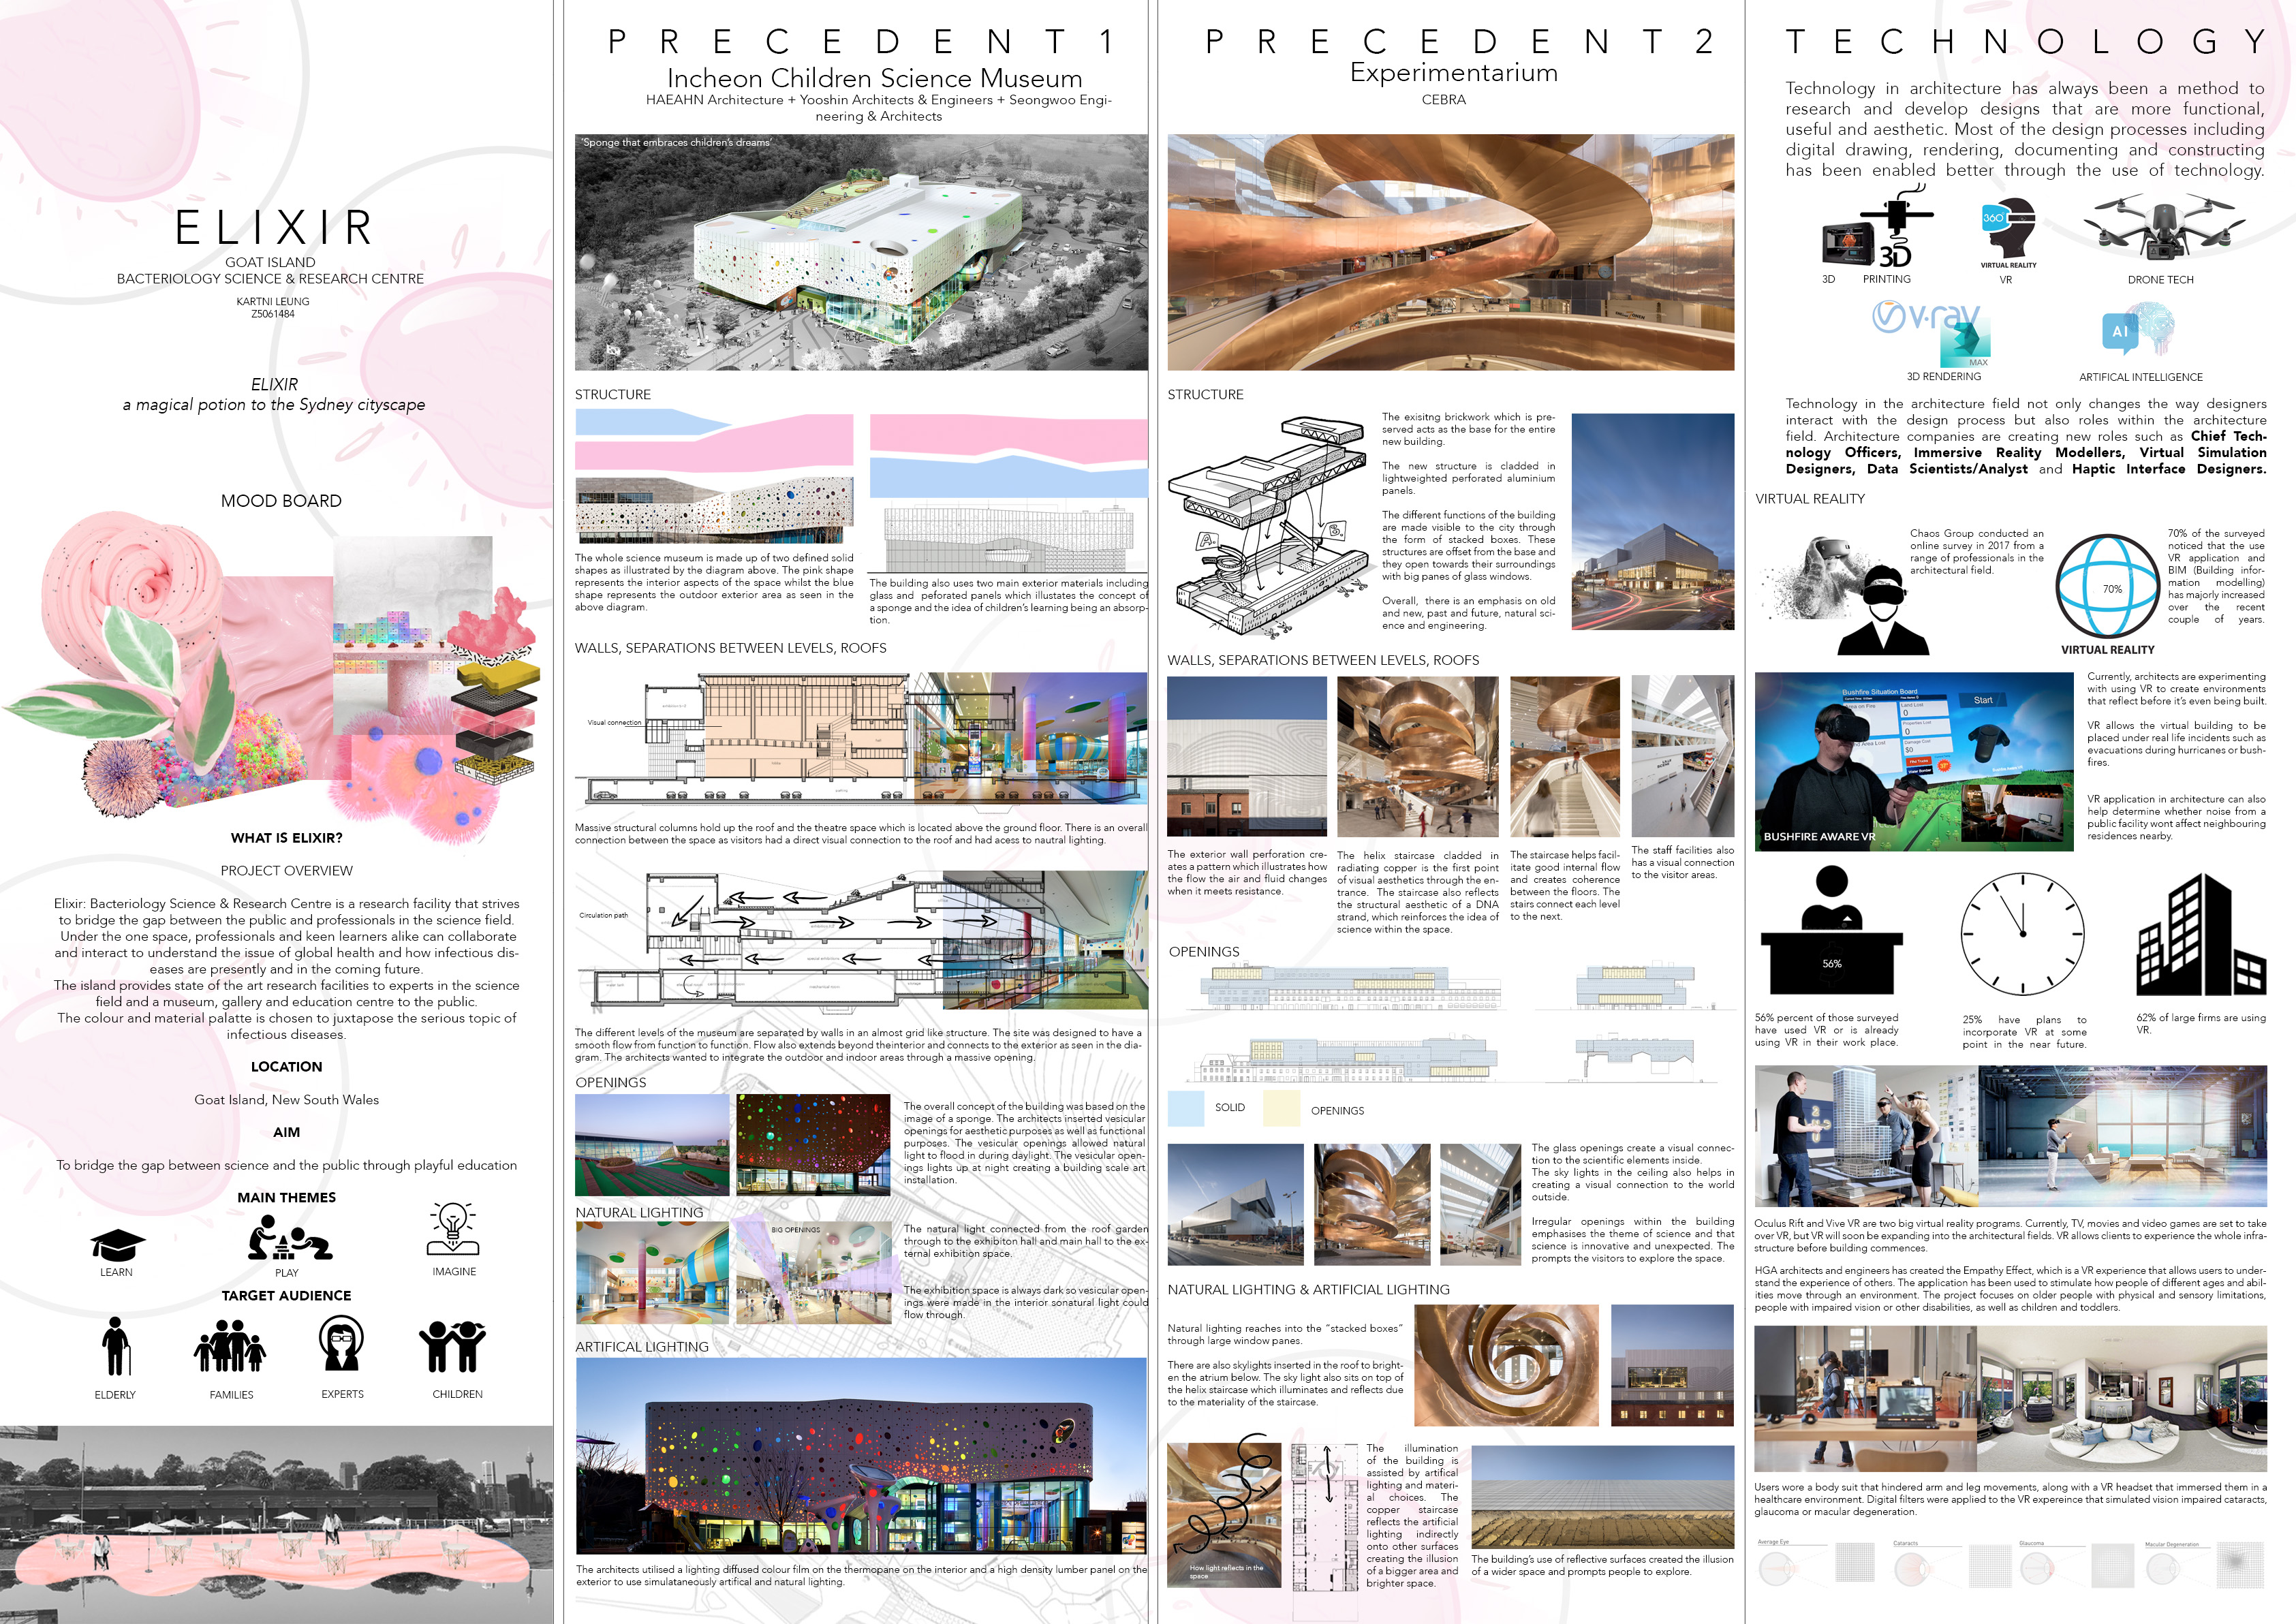 ELIXIR
GOAT ISLAND
BACTERIOLOGY SCIENCE & RESEARCH CENTRE
KARTNI LEUNG
Z5061484
ELIXIR
a magical potion to the Sydney cityscape
MOOD BOARD
WHAT IS ELIXIR?
PROJECT OVERVIEW
Elixir: Bacteriology Science & Research Centre is a research facility that strives
to bridge the gap between the public and professionals in the science field.
Under the one space, professionals and keen learners alike can collaborate
and interact to understand the issue of global health and how infectious dis-
eases are presently and in the coming future.
The island provides state of the art research facilities to experts in the science
field and a museum, gallery and education centre to the public.
The colour and material palatte is chosen to juxtapose the serious topic of
infectious diseases.
LOCATION
Goat Island, New South Wales
AIM
To bridge the gap between science and the public through playful education
MAIN THEMES
LEARN
PLAY
IMAGINE
TARGET AUDIENCE
ELDERLY
FAMILIES
EXPERTS
CHILDREN
PRECEDENT 1
Incheon Children Science Museum
HAEAHN Architecture + Yooshin Architects & Engineers + Seongwoo Engi-
neering & Architects
'Sponge that embraces children's dreams'
STRUCTURE
The whole science museum is made up of two defined solid
shapes as illustrated by the diagram above. The pink shape
represents the interior aspects of the space whilst the blue
shape represents the outdoor exterior area as seen in the
above diagram.
The building also uses two main exterior materials including
glass and peforated panels which illustates the concept of
a sponge and the idea of children's learning being an absorp-
tion.
WALLS, SEPARATIONS BETWEEN LEVELS, ROOFS
Visual connection
Massive structural columns hold up the roof and the theatre space which is located above the ground floor. There is an overall
connection between the space as visitors had a direct visual connection to the roof and had acess to nautral lighting.
Circulation path
The different levels of the museum are separated by walls in an almost grid like structure. The site was designed to have a
smooth flow from function to function. Flow also extends beyond theinterior and connects to the exterior as seen in the dia-
gram. The architects wanted to integrate the outdoor and indoor areas through a massive opening.
OPENINGS
The overall concept of the building was based on the
image of a sponge. The architects inserted vesicular
openings for aesthetic purposes as well as functional
purposes. The vesicular openings allowed natural
light to flood in during daylight. The vesicular open-
ings lights up at night creating a building scale art
installation.
NATURAL LIGHTING
BIG OPENINGS
The natural light connected from the roof garden
through to the exhibiton hall and main hall to the ex-
ternal exhibition space.
The exhibition space is always dark so vesicular open-
ings were made in the interior sonatural light could
flow through.
ARTIFICAL LIGHTING
The architects utilised a lighting diffused colour film on the thermopane on the interior and a high density lumber panel on the
exterior to use simulataneously artifical and natural lighting.
PRECEDENT 2
Experimentarium
CEBRA
STRUCTURE
A.
B.
The exisitng brickwork which is pre-
served acts as the base for the entire
new building.
The new structure is cladded in
lightweighted perforated aluminium
panels.
The different functions of the building
are made visible to the city through
the form of stacked boxes. These
structures are offset from the base and
they open towards their surroundings
with big panes of glass windows.
Overall, there is an emphasis on old
and new, past and future, natural sci-
ence and engineering.
WALLS, SEPARATIONS BETWEEN LEVELS, ROOFS
The exterior wall perforation cre-
ates a pattern which illustrates how
the flow the air and fluid changes
when it meets resistance.
The helix staircase cladded in
radiating copper is the first point
of visual aesthetics through the en-
trance. The staircase also reflects
the structural aesthetic of a DNA
strand, which reinforces the idea of
science within the space.
The staircase helps facil-
itate good internal flow
and creates coherence
between the floors. The
stairs connect each level
to the next.
The staff facilities also
has a visual connection
to the visitor areas.
OPENINGS
SOLID
OPENINGS
The glass openings create a visual connec-
tion to the scientific elements inside.
The sky lights in the ceiling also helps in
creating a visual connection to the world
outside.
Irregular openings within the building
emphasises the theme of science and that
science is innovative and unexpected. The
prompts the visitors to explore the space.
NATURAL LIGHTING & ARTIFICIAL LIGHTING
Natural lighting reaches into the "stacked boxes"
through large window panes.
There are also skylights inserted in the roof to bright-
en the atrium below. The sky light also sits on top of
the helix staircase which illuminates and reflects due
to the materiality of the staircase.
How light reflects in the
space
The illumination
of the building is
assisted by artifical
lighting and materi-
al choices. The
copper staircase
reflects the artificial
lighting indirectly
onto other surfaces
creating the illusion
of a bigger area and
brighter space.
The building's use of reflective surfaces created the illusion
of a wider space and prompts people to explore.
TECHNOLOGY
Technology in architecture has always been a method to
research and develop designs that are more functional,
useful and aesthetic. Most of the design processes including
digital drawing, rendering, documenting and constructing
has been enabled better through the use of technology.
3D
360°
VIRTUAL REALITY
3D PRINTING
VR
DRONE TECH
v·ray
MAX
AI
3D RENDERING
ARTIFICAL INTELLIGENCE
Technology in the architecture field not only changes the way designers
interact with the design process but also roles within the architecture
field. Architecture companies are creating new roles such as Chief Tech-
nology Officers, Immersive Reality Modellers, Virtual Simulation
Designers, Data Scientists/Analyst and Haptic Interface Designers.
VIRTUAL REALITY
Chaos Group conducted an
online survey in 2017 from a
range of professionals in the
architectural field.
70%
VIRTUAL REALITY
70% of the surveyed
noticed that the use
VR application and
BIM (Building infor-
mation modelling)
has majorly increased
over the recent
couple of years.
Bushfire Situation Board
Start
Land Lost
0
Properties Lost
0
Damage Cost
$0
BUSHFIRE AWARE VR
Currently, architects are experimenting
with using VR to create environments
that reflect before it's even being built.
VR allows the virtual building to be
placed under real life incidents such as
evacuations during hurricanes or bush-
fires.
VR application in architecture can also
help determine whether noise from a
public facility wont affect neighbouring
residences nearby.
56%
56% percent of those surveyed
have used VR or is already
using VR in their work place.
25% have plans to
incorporate VR at some
point in the near future.
62% of large firms are using
VR.
Oculus Rift and Vive VR are two big virtual reality programs. Currently, TV, movies and video games are set to take
over VR, but VR will soon be expanding into the architectural fields. VR allows clients to experience the whole infra-
structure before building commences.
HGA architects and engineers has created the Empathy Effect, which is a VR experience that allows users to under-
stand the experience of others. The application has been used to stimulate how people of different ages and abil-
ities move through an environment. The project focuses on older people with physical and sensory limitations,
people with impaired vision or other disabilities, as well as children and toddlers.
Users wore a body suit that hindered arm and leg movements, along with a VR headset that immersed them in a
healthcare environment. Digital filters were applied to the VR expereince that simulated vision impaired cataracts,
glaucoma or macular degeneration.
Average Eye
Cataracts
Glaucoma
Macular Degeneration